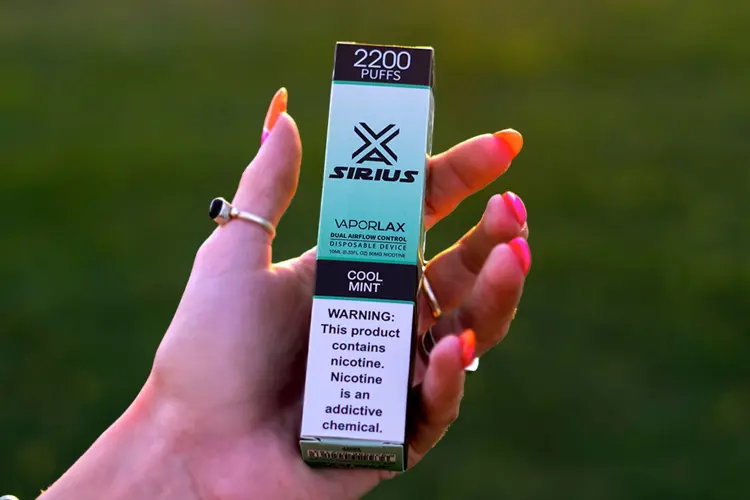 2200
PUFFS
SIRIUS
VAPORLAX
DUAL AIRFLOW CONTROL
DISPOSABLE DEVICE
COOL
MINT
WARNING:
This product
contains
nicotine.
Nicotine
is an
addictive
chemical.